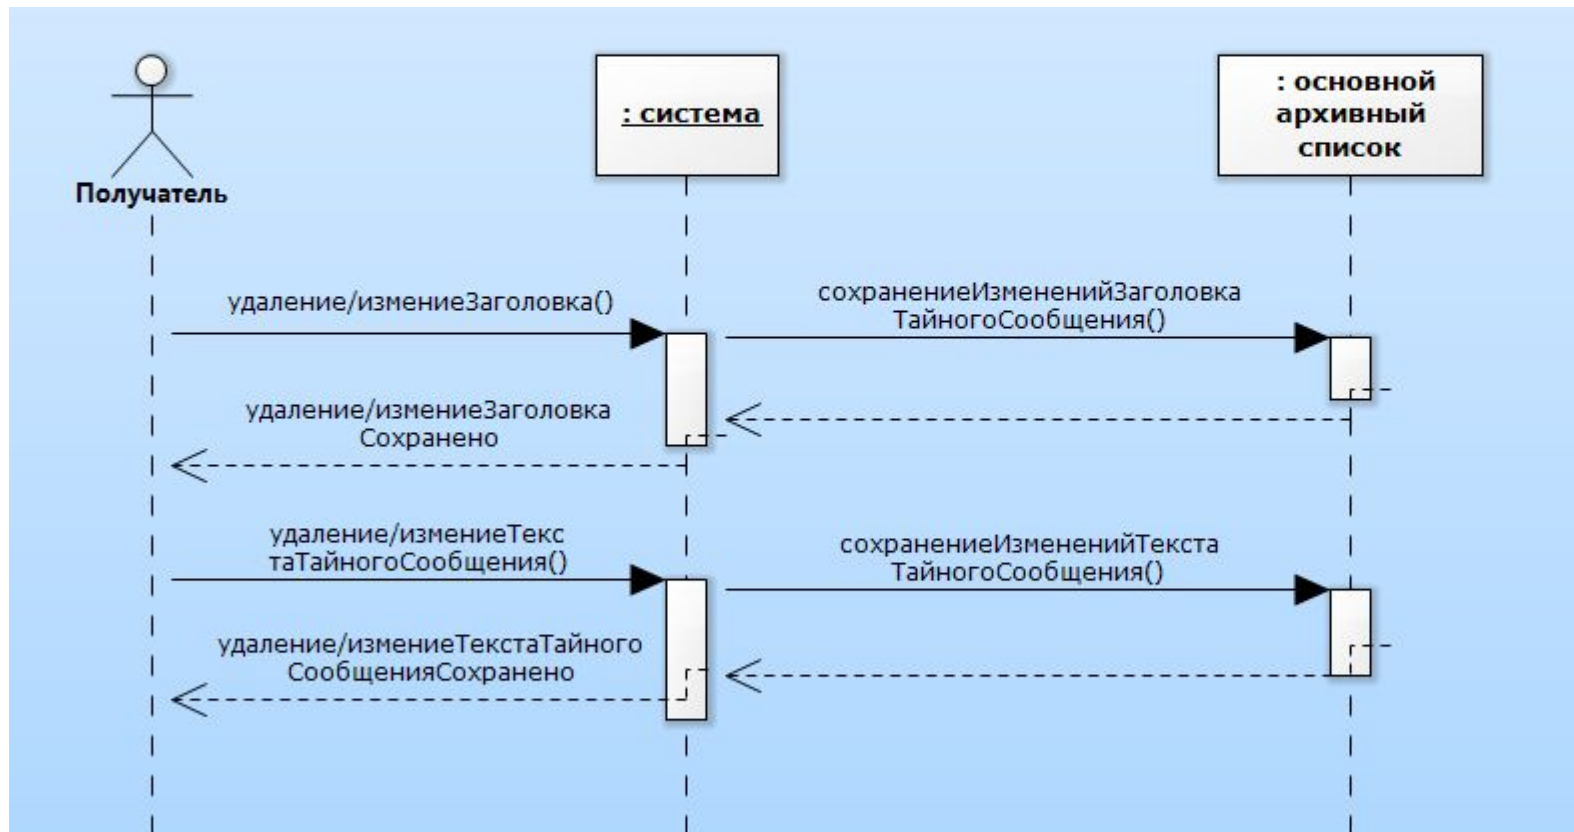 Получатель
: система
: основной
архивный
список
удаление/измениеЗаголовка()
сохранениеИзмененийЗаголовка
ТайногоСообщения()
удаление/измениеЗаголовка
Сохранено
удаление/измениеТекс
таТайногоСообщения()
сохранениеИзмененийТекста
ТайногоСообщения()
удаление/измениеТекстаТайного
СообщенияСохранено